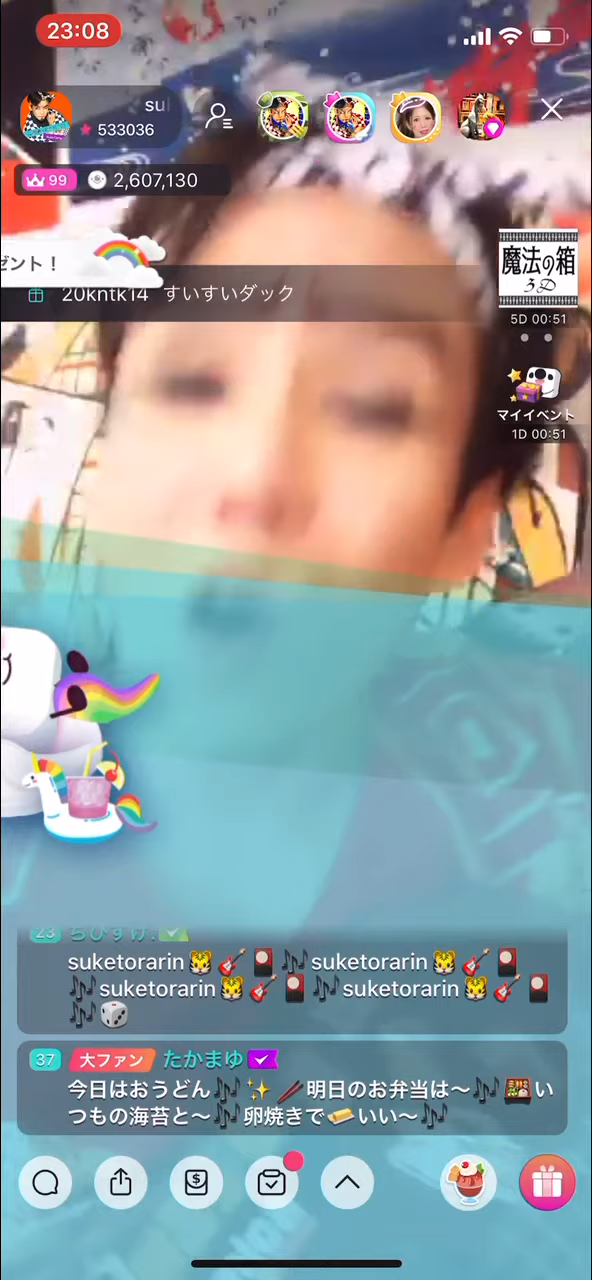 23:08
su
533036
99
2,607,130
ゼント！
20kntk14 すいすいダック
魔法の箱
3D
5D 00:51
マイイベント
1D 00:51
23 ちびすけ.
suketorarin🐯🎸🎴🎶suketorarin🐯🎸🎴
🎶suketorarin🐯🎸🎴🎶suketorarin🐯🎸🎴
🎶🎲
37 大ファン たかまゆ
今日はおうどん🎶✨🥢明日のお弁当は〜🎶🍱い
つもの海苔と〜🎶卵焼きで🫔いい〜🎶